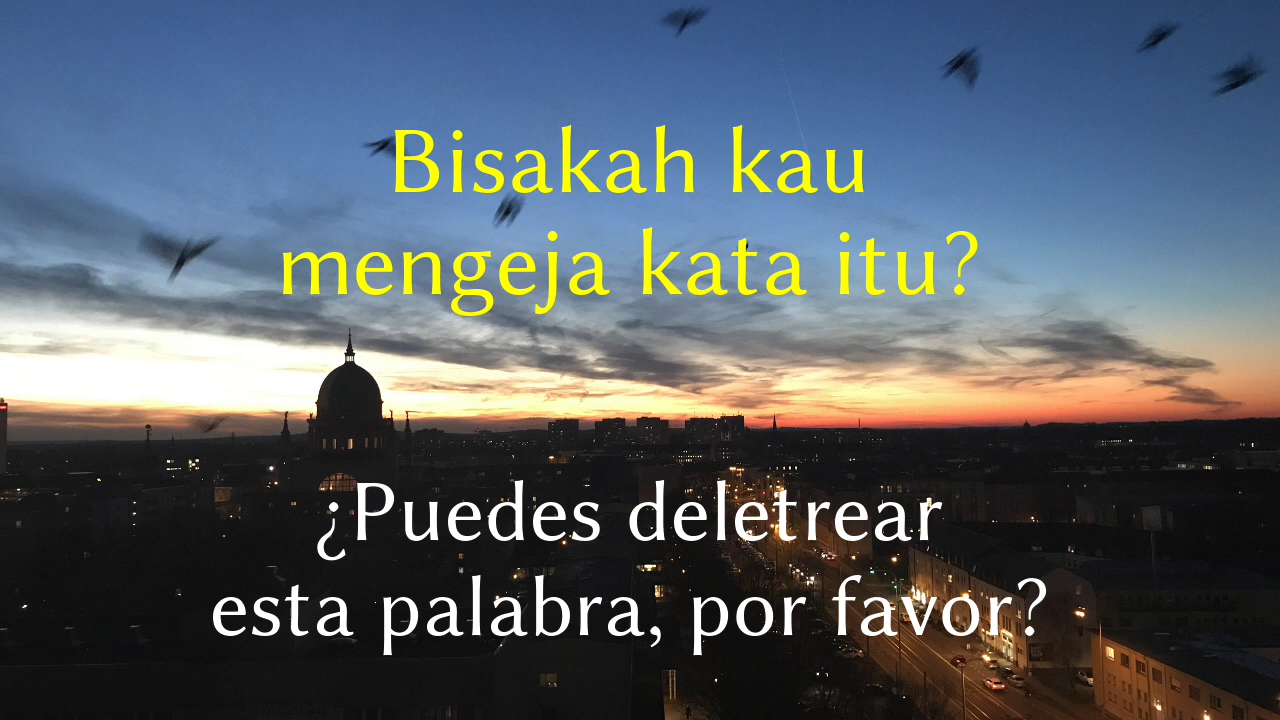 Bisakah kau
mengeja kata itu?
¿Puedes deletrear
esta palabra, por favor?